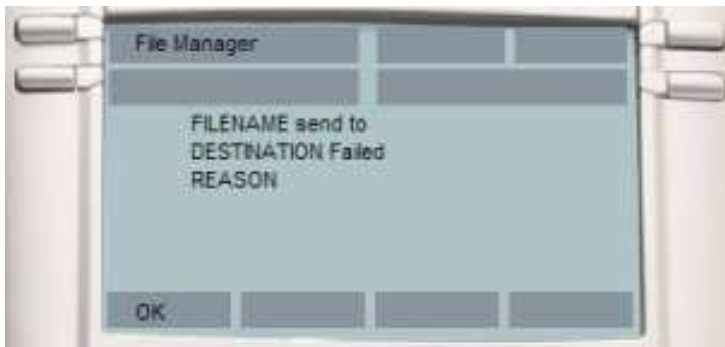 File Manager
FILENAME send to
DESTINATION Failed
REASON
OK